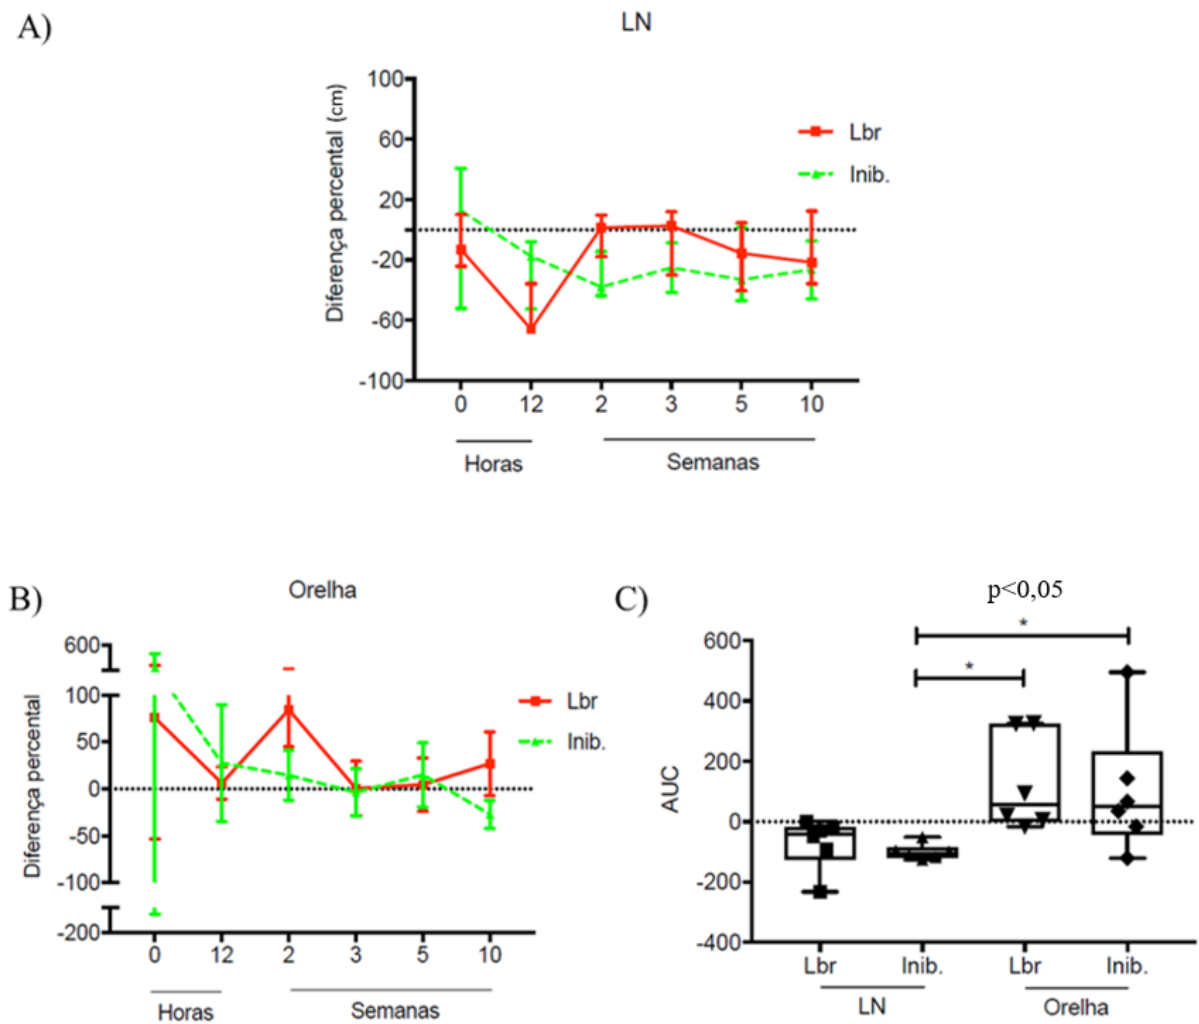 A)
LN
Diferença percental (cm)
100
60
20
-20
-60
-100
Lbr
Inib.
0 12 2 3 5 10
Horas Semanas
B)
Orelha
Diferença percental
600
100
50
0
-50
-100
-200
Lbr
Inib.
0 12 2 3 5 10
Horas Semanas
C)
p<0,05
*
*
AUC
600
400
200
0
-200
-400
Lbr Inib. Lbr Inib.
LN Orelha